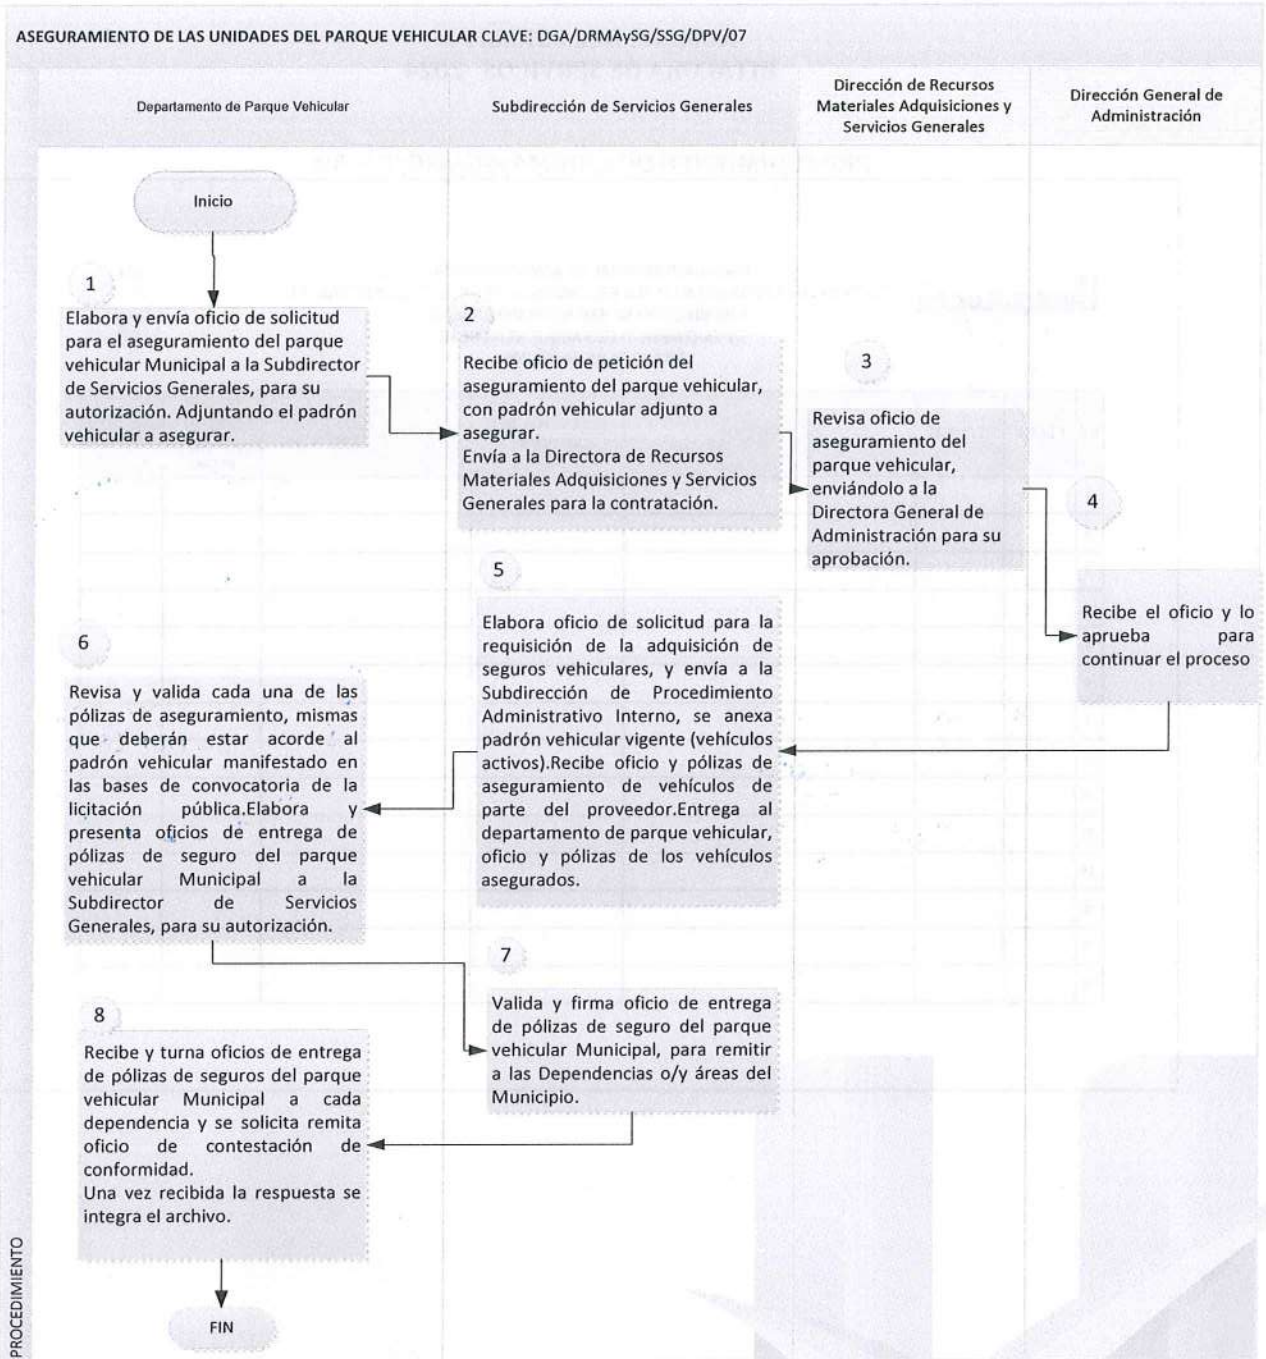 ASEGURAMIENTO DE LAS UNIDADES DEL PARQUE VEHICULAR CLAVE: DGA/DRMAySG/SSG/DPV/07
Departamento de Parque Vehicular
Subdirección de Servicios Generales
Dirección de Recursos
Materiales Adquisiciones y
Servicios Generales
Dirección General de
Administración
Inicio
1
Elabora y envía oficio de solicitud
para el aseguramiento del parque
vehicular Municipal a la Subdirector
de Servicios Generales, para su
autorización. Adjuntando el padrón
vehicular a asegurar.
2
Recibe oficio de petición del
aseguramiento del parque vehicular,
con padrón vehicular adjunto a
asegurar.
Envía a la Directora de Recursos
Materiales Adquisiciones y Servicios
Generales para la contratación.
3
Revisa oficio de
aseguramiento del
parque vehicular,
enviándolo a la
Directora General de
Administración para su
aprobación.
4
Recibe el oficio y lo
aprueba para
continuar el proceso
5
Elabora oficio de solicitud para la
requisición de la adquisición de
seguros vehiculares, y envía a la
Subdirección de Procedimiento
Administrativo Interno, se anexa
padrón vehicular vigente (vehículos
activos).Recibe oficio y pólizas de
aseguramiento de vehículos de
parte del proveedor.Entrega al
departamento de parque vehicular,
oficio y pólizas de los vehículos
asegurados.
6
Revisa y valida cada una de las
pólizas de aseguramiento, mismas
que deberán estar acorde al
padrón vehicular manifestado en
las bases de convocatoria de la
licitación pública.Elabora y
presenta oficios de entrega de
pólizas de seguro del parque
vehicular Municipal a la
Subdirector de Servicios
Generales, para su autorización.
7
Valida y firma oficio de entrega
de pólizas de seguro del parque
vehicular Municipal, para remitir
a las Dependencias o/y áreas del
Municipio.
8
Recibe y turna oficios de entrega
de pólizas de seguros del parque
vehicular Municipal a cada
dependencia y se solicita remita
oficio de contestación de
conformidad.
Una vez recibida la respuesta se
integra el archivo.
FIN
PROCEDIMIENTO